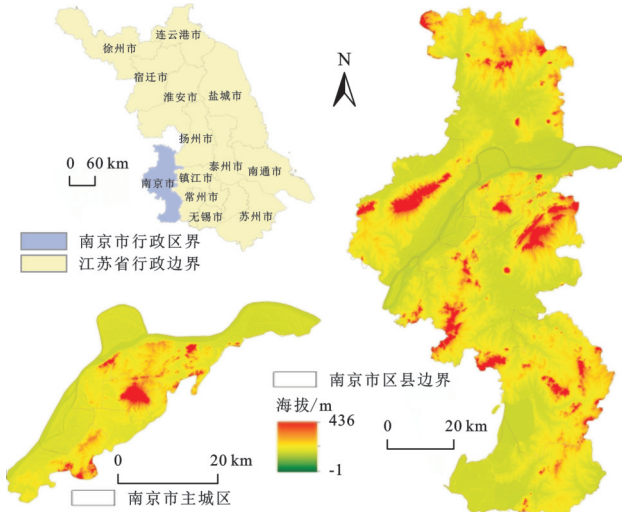 连云港市
徐州市
宿迁市
淮安市
盐城市
扬州市
泰州市
南通市
南京市
镇江市
常州市
无锡市
苏州市
0 60 km
南京市行政区界
江苏省行政边界
N
南京市区县边界
海拔/m
436
-1
0 20 km
0 20 km
南京市主城区